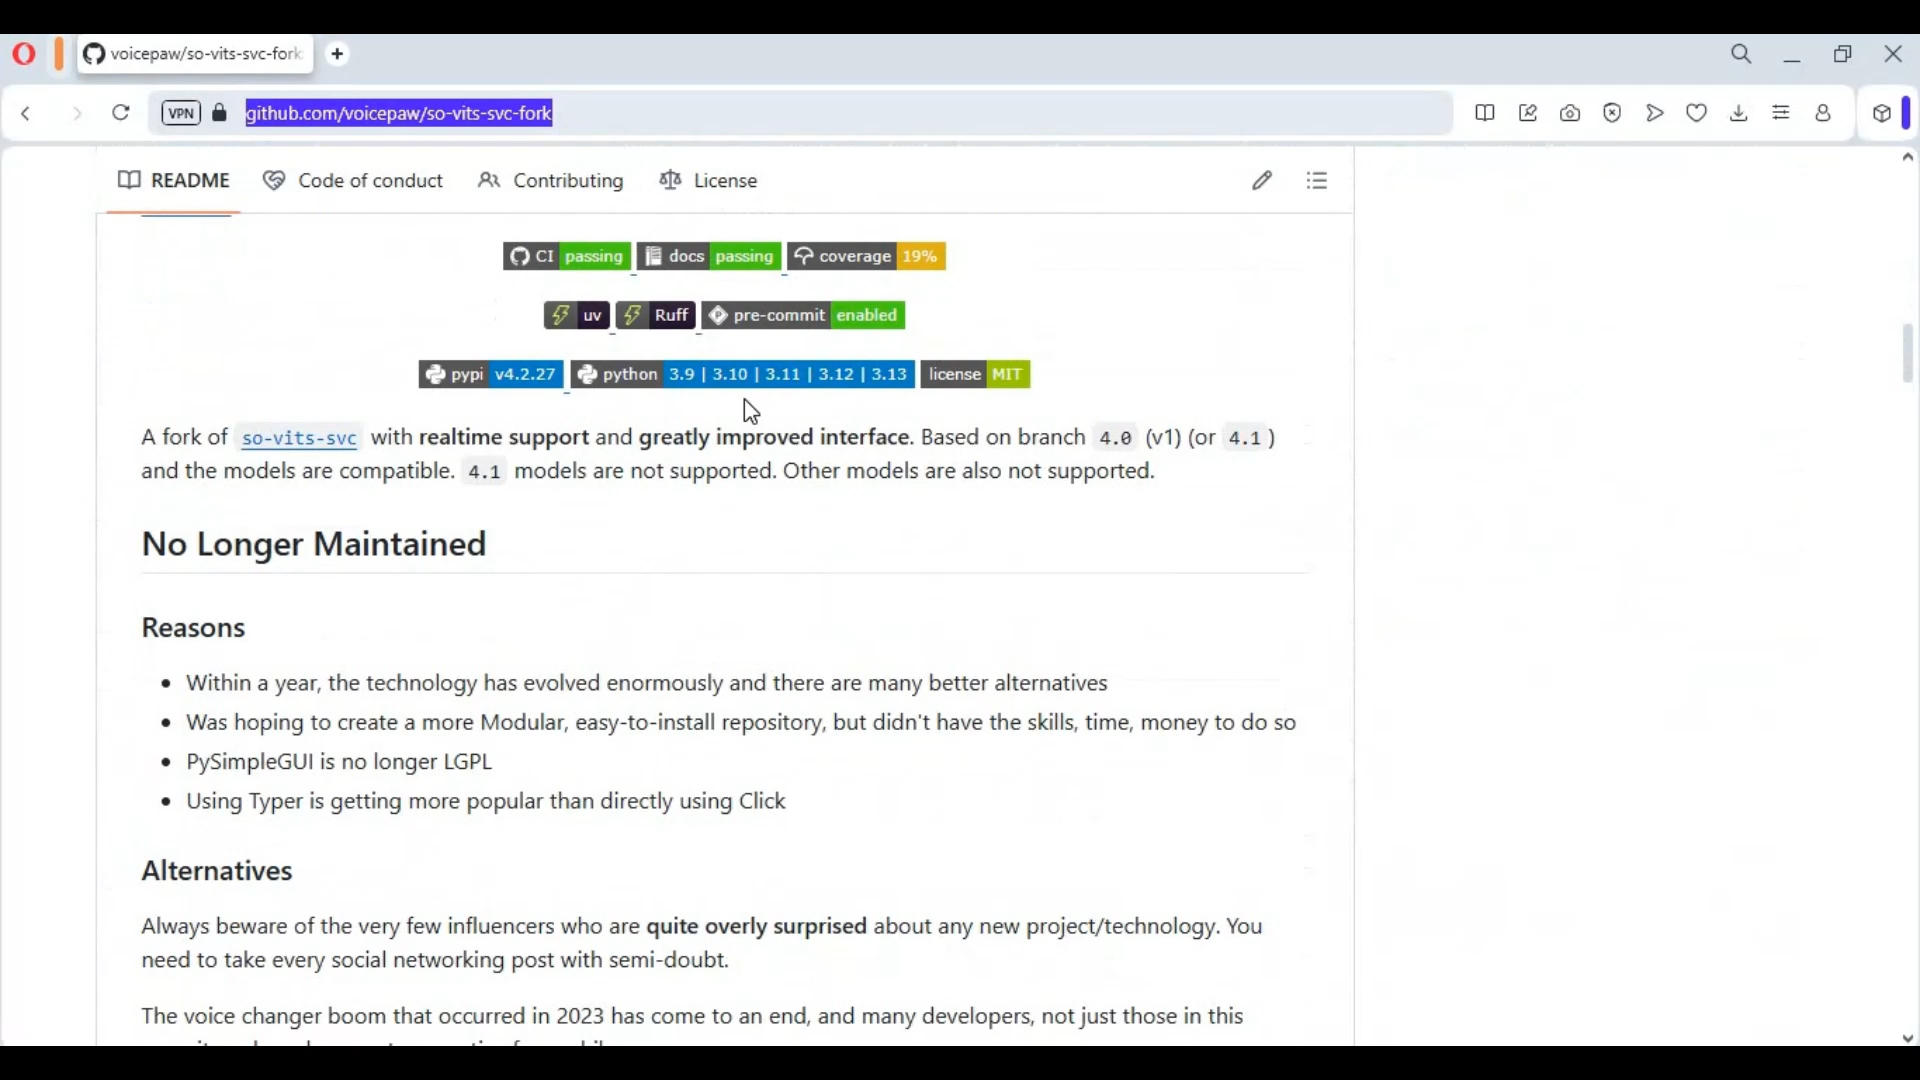 voicepaw/so-vits-svc-fork
VPN github.com/voicepaw/so-vits-svc-fork
README Code of conduct Contributing License
CI passing docs passing coverage 19%
uv Ruff pre-commit enabled
pypi v4.2.27 python 3.9 | 3.10 | 3.11 | 3.12 | 3.13 license MIT
A fork of so-vits-svc with realtime support and greatly improved interface. Based on branch 4.0 (v1) (or 4.1)
and the models are compatible. 4.1 models are not supported. Other models are also not supported.
No Longer Maintained
Reasons
• Within a year, the technology has evolved enormously and there are many better alternatives
• Was hoping to create a more Modular, easy-to-install repository, but didn't have the skills, time, money to do so
• PySimpleGUI is no longer LGPL
• Using Typer is getting more popular than directly using Click
Alternatives
Always beware of the very few influencers who are quite overly surprised about any new project/technology. You
need to take every social networking post with semi-doubt.
The voice changer boom that occurred in 2023 has come to an end, and many developers, not just those in this